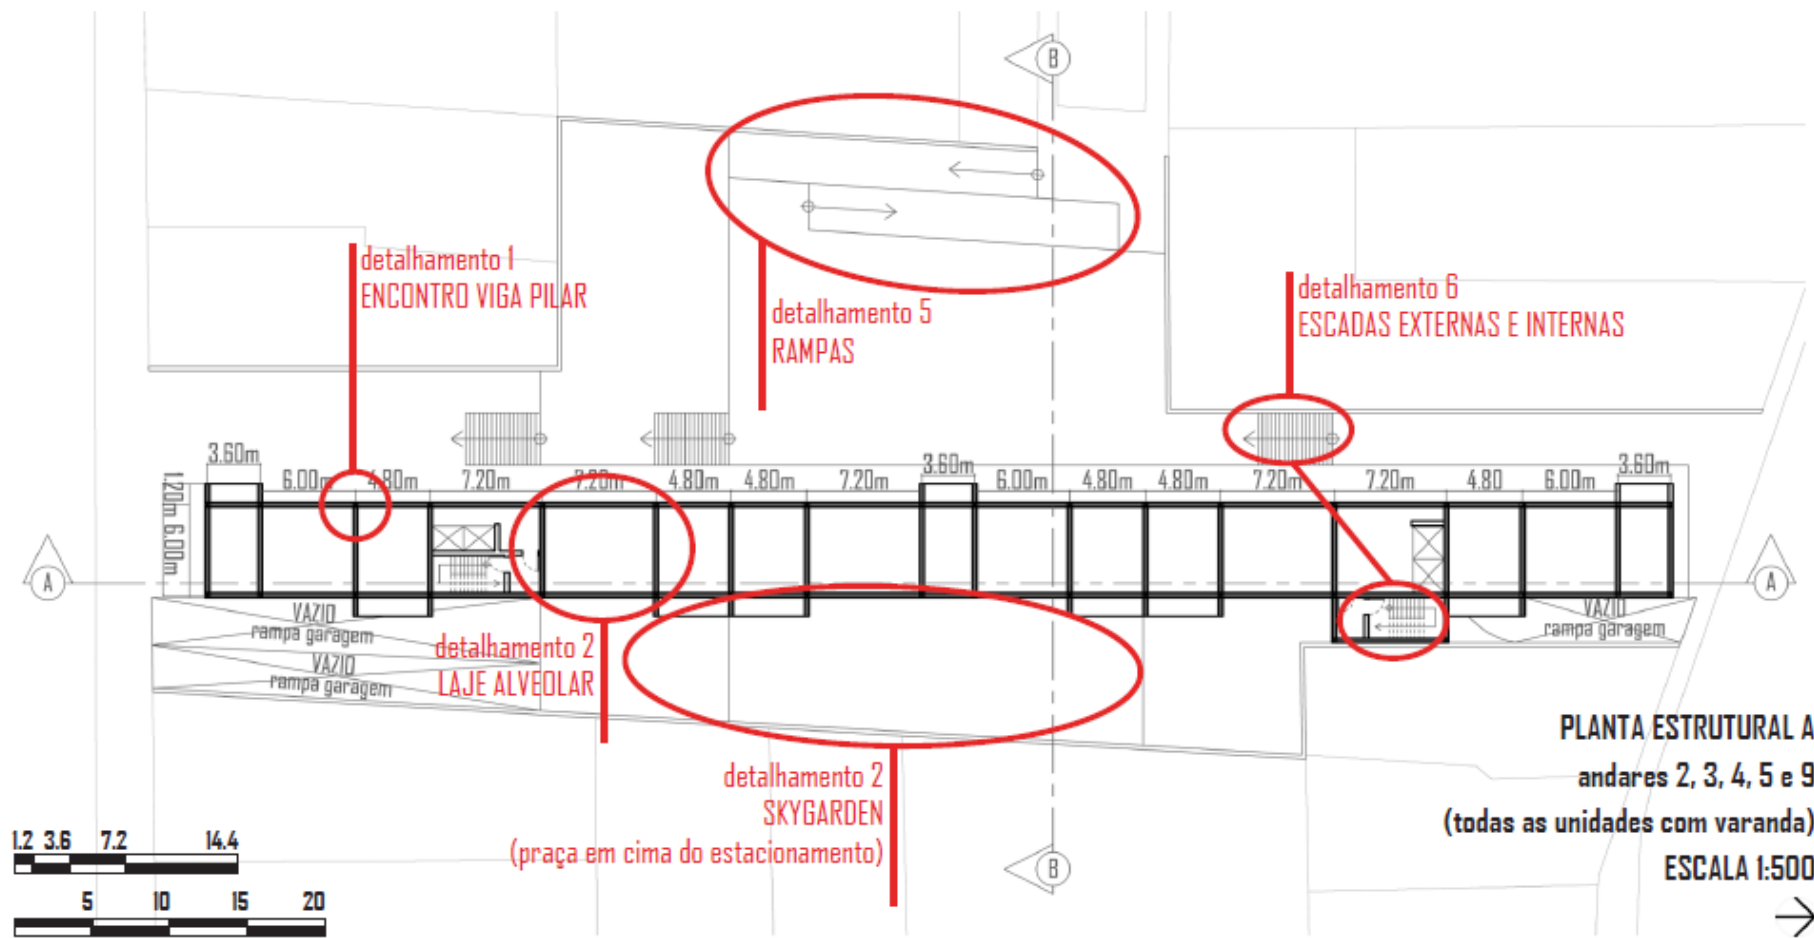 B
detalhamento 1
ENCONTRO VIGA PILAR
detalhamento 5
RAMPAS
detalhamento 6
ESCADAS EXTERNAS E INTERNAS
3.60m
6.00m
4.80m
7.20m
7.20m
4.80m
4.80m
7.20m
3.60m
6.00m
4.80m
4.80m
7.20m
7.20m
4.80
6.00m
3.60m
1.20m
6.00m
A
A
VAZIO
rampa garagem
VAZIO
rampa garagem
VAZIO
rampa garagem
detalhamento 2
LAJE ALVEOLAR
detalhamento 2
SKYGARDEN
(praça em cima do estacionamento)
B
PLANTA ESTRUTURAL A
andares 2, 3, 4, 5 e 9
(todas as unidades com varanda)
ESCALA 1:500
1.2 3.6 7.2 14.4
5 10 15 20